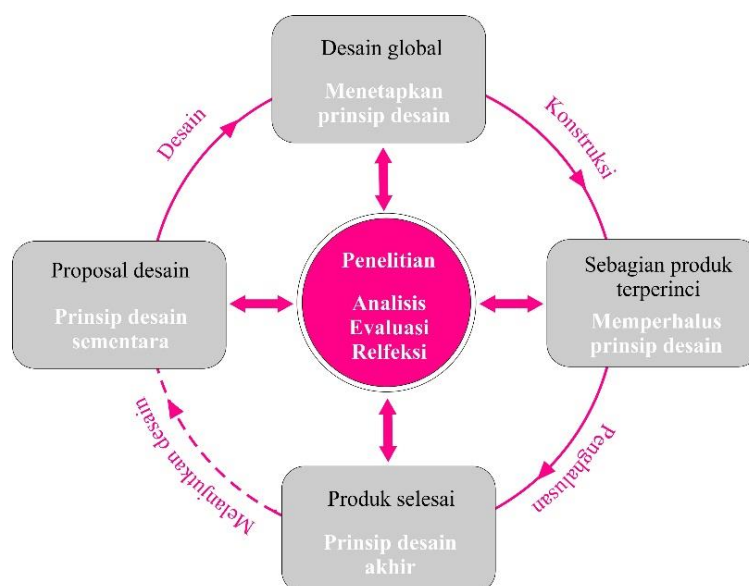 Desain global
Menetapkan
prinsip desain
Desain
Konstruksi
Proposal desain
Prinsip desain
sementara
Penelitian
Analisis
Evaluasi
Relfeksi
Sebagian produk
terperinci
Memperhalus
prinsip desain
Melanjutkan desain
Penghalusan
Produk selesai
Prinsip desain
akhir